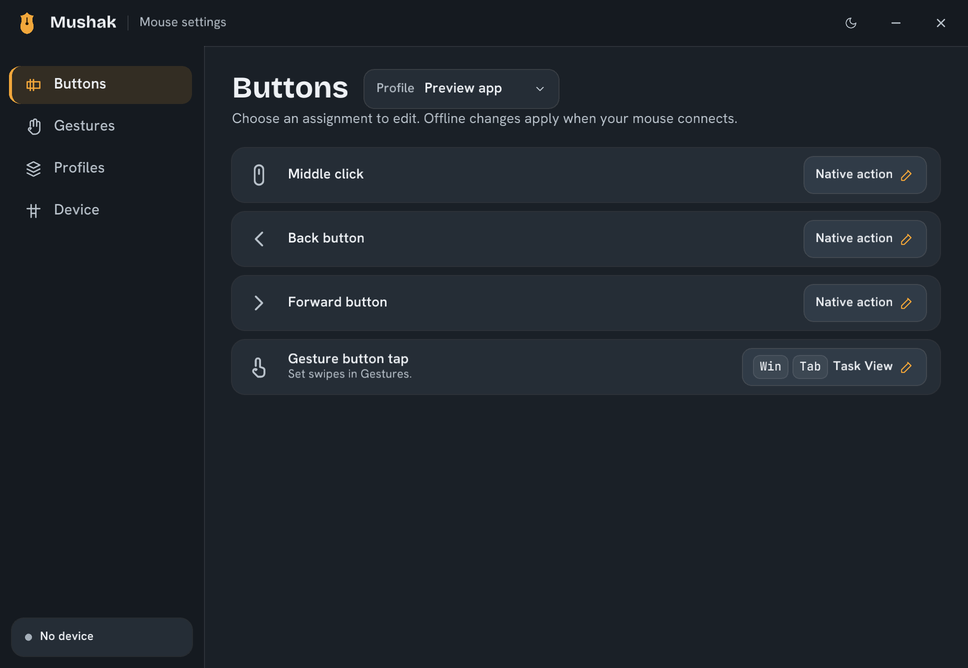 Mushak
Mouse settings
Buttons
Gestures
Profiles
Device
Buttons
Profile Preview app
Choose an assignment to edit. Offline changes apply when your mouse connects.
Middle click
Native action
Back button
Native action
Forward button
Native action
Gesture button tap
Set swipes in Gestures.
Win Tab Task View
No device